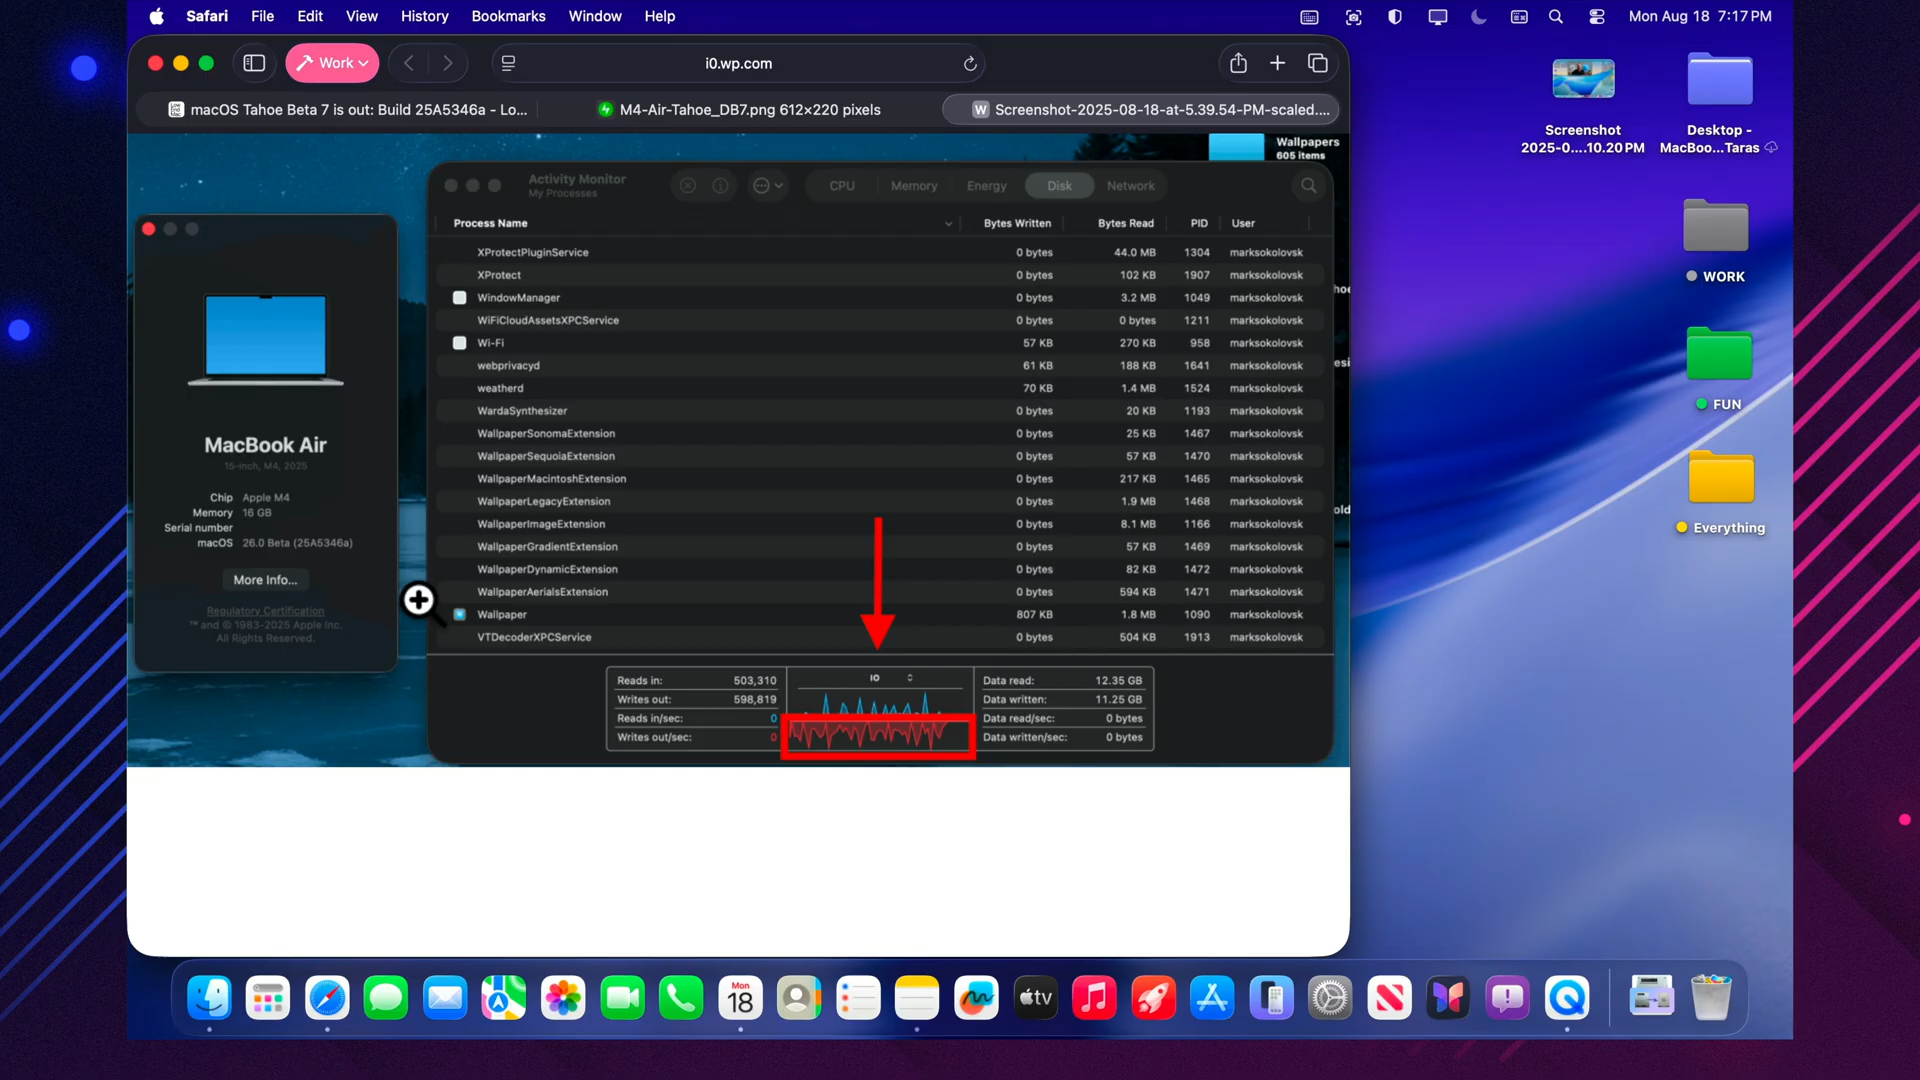 Safari File Edit View History Bookmarks Window Help
Mon Aug 18 7:17 PM
Work
i0.wp.com
macOS Tahoe Beta 7 is out: Build 25A5346a - Lo...
M4-Air-Tahoe_DB7.png 612×220 pixels
W Screenshot-2025-08-18-at-5.39.54-PM-scaled....
Wallpapers
605 items
Activity Monitor
My Processes
CPU Memory Energy Disk Network
Process Name Bytes Written Bytes Read PID User
XProtectPluginService 0 bytes 44.0 MB 1304 marksokolovsk
XProtect 0 bytes 102 KB 1907 marksokolovsk
WindowManager 0 bytes 3.2 MB 1049 marksokolovsk
WiFiCloudAssetsXPCService 0 bytes 0 bytes 1211 marksokolovsk
Wi-Fi 57 KB 270 KB 958 marksokolovsk
webprivacyd 61 KB 188 KB 1641 marksokolovsk
weatherd 70 KB 1.4 MB 1524 marksokolovsk
WardaSynthesizer 0 bytes 20 KB 1193 marksokolovsk
WallpaperSonomaExtension 0 bytes 25 KB 1467 marksokolovsk
WallpaperSequoiaExtension 0 bytes 57 KB 1470 marksokolovsk
WallpaperMacintoshExtension 0 bytes 217 KB 1465 marksokolovsk
WallpaperLegacyExtension 0 bytes 1.9 MB 1468 marksokolovsk
WallpaperImageExtension 0 bytes 8.1 MB 1166 marksokolovsk
WallpaperGradientExtension 0 bytes 57 KB 1469 marksokolovsk
WallpaperDynamicExtension 0 bytes 82 KB 1472 marksokolovsk
WallpaperAerialsExtension 0 bytes 594 KB 1471 marksokolovsk
Wallpaper 807 KB 1.8 MB 1090 marksokolovsk
VTDecoderXPCService 0 bytes 504 KB 1913 marksokolovsk
Reads in: 503,310
Writes out: 598,819
Reads in/sec: 0
Writes out/sec: 0
IO
Data read: 12.35 GB
Data written: 11.25 GB
Data read/sec: 0 bytes
Data written/sec: 0 bytes
MacBook Air
15-inch, M4, 2025
Chip Apple M4
Memory 16 GB
Serial number
macOS 26.0 Beta (25A5346a)
More Info...
Regulatory Certification
™ and © 1983-2025 Apple Inc.
All Rights Reserved.
Screenshot
2025-0....10.20 PM
Desktop -
MacBoo...Taras
WORK
FUN
Everything
Mon
18
tv